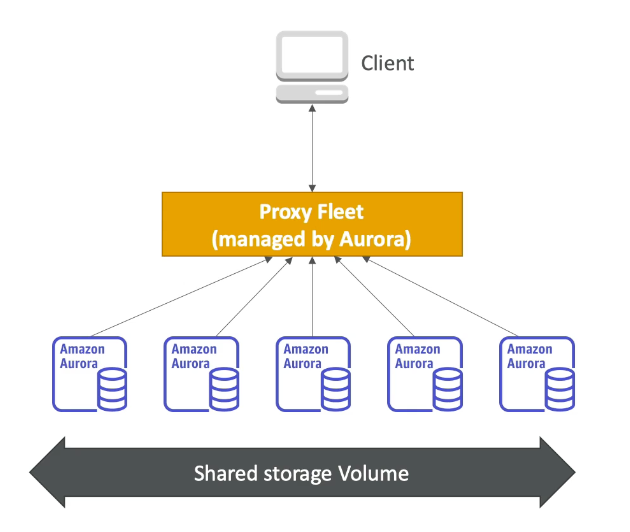 Client
Proxy Fleet
(managed by Aurora)
Amazon
Aurora
Amazon
Aurora
Amazon
Aurora
Amazon
Aurora
Amazon
Aurora
Shared storage Volume